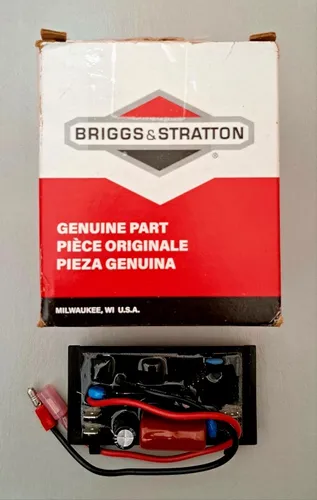 BRIGGS&STRATTON
®
GENUINE PART
PIÈCE ORIGINALE
PIEZA GENUINA
MILWAUKEE, WI U.S.A.